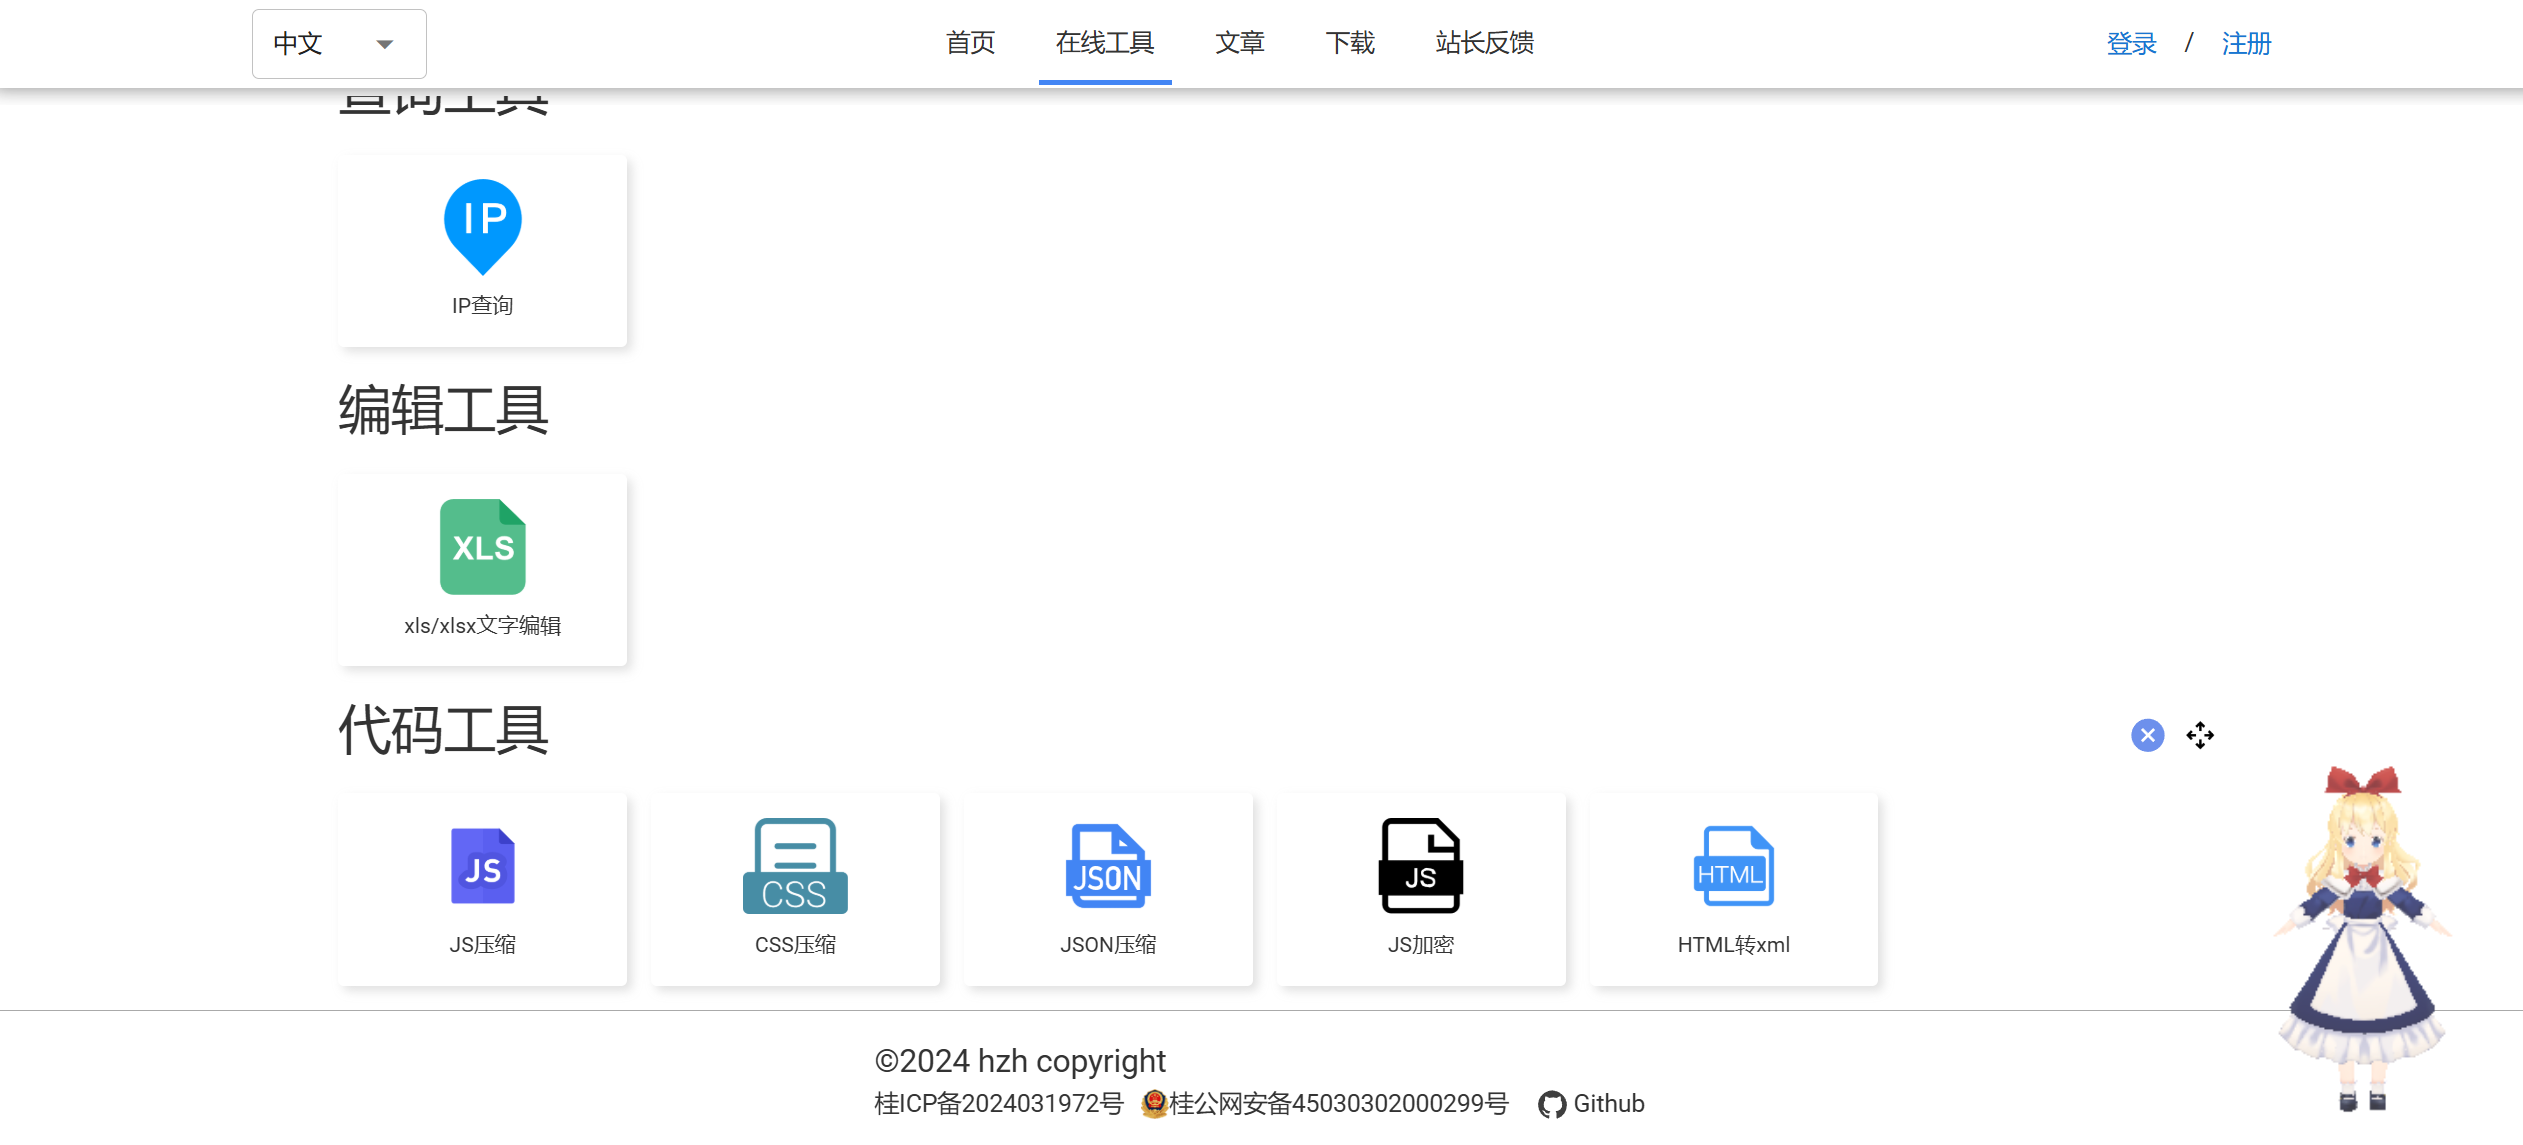 中文
首页 在线工具 文章 下载 站长反馈
登录 / 注册
查询工具
IP
IP查询
编辑工具
XLS
xls/xlsx文字编辑
代码工具
JS CSS JSON JS HTML
JS压缩 CSS压缩 JSON压缩 JS加密 HTML转xml
©2024 hzh copyright
桂ICP备2024031972号 桂公网安备45030302000299号 Github